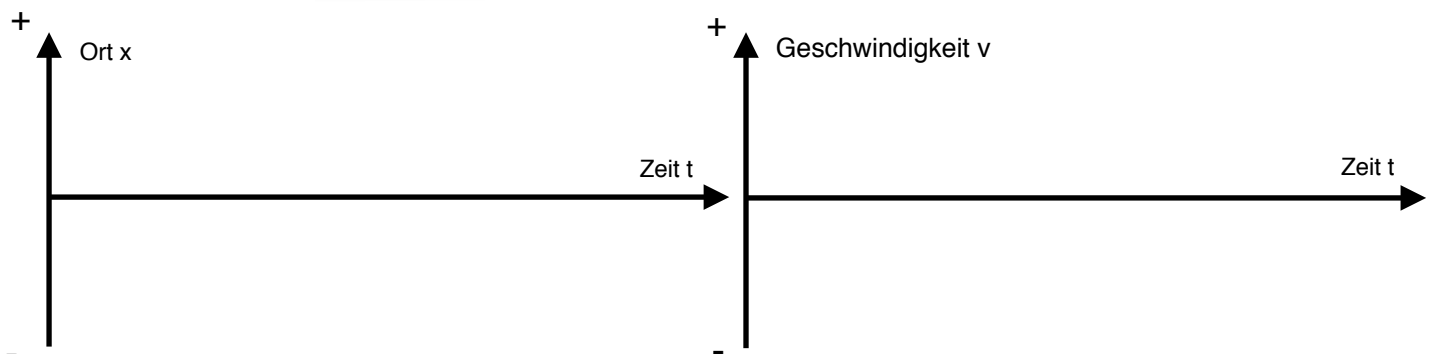 +
Ort x
Zeit t
-
+
Geschwindigkeit v
Zeit t
-